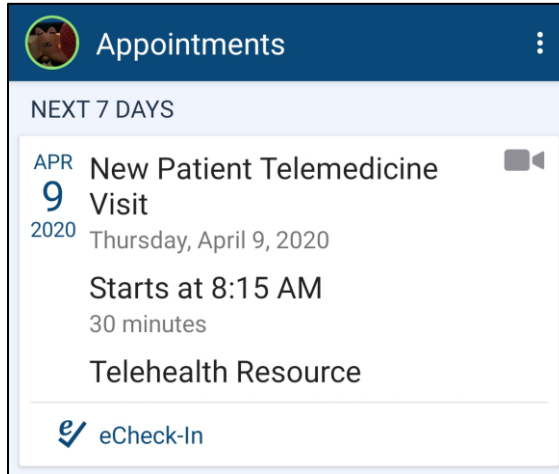 Appointments
NEXT 7 DAYS
APR
9
2020
New Patient Telemedicine
Visit
Thursday, April 9, 2020
Starts at 8:15 AM
30 minutes
Telehealth Resource
eCheck-In